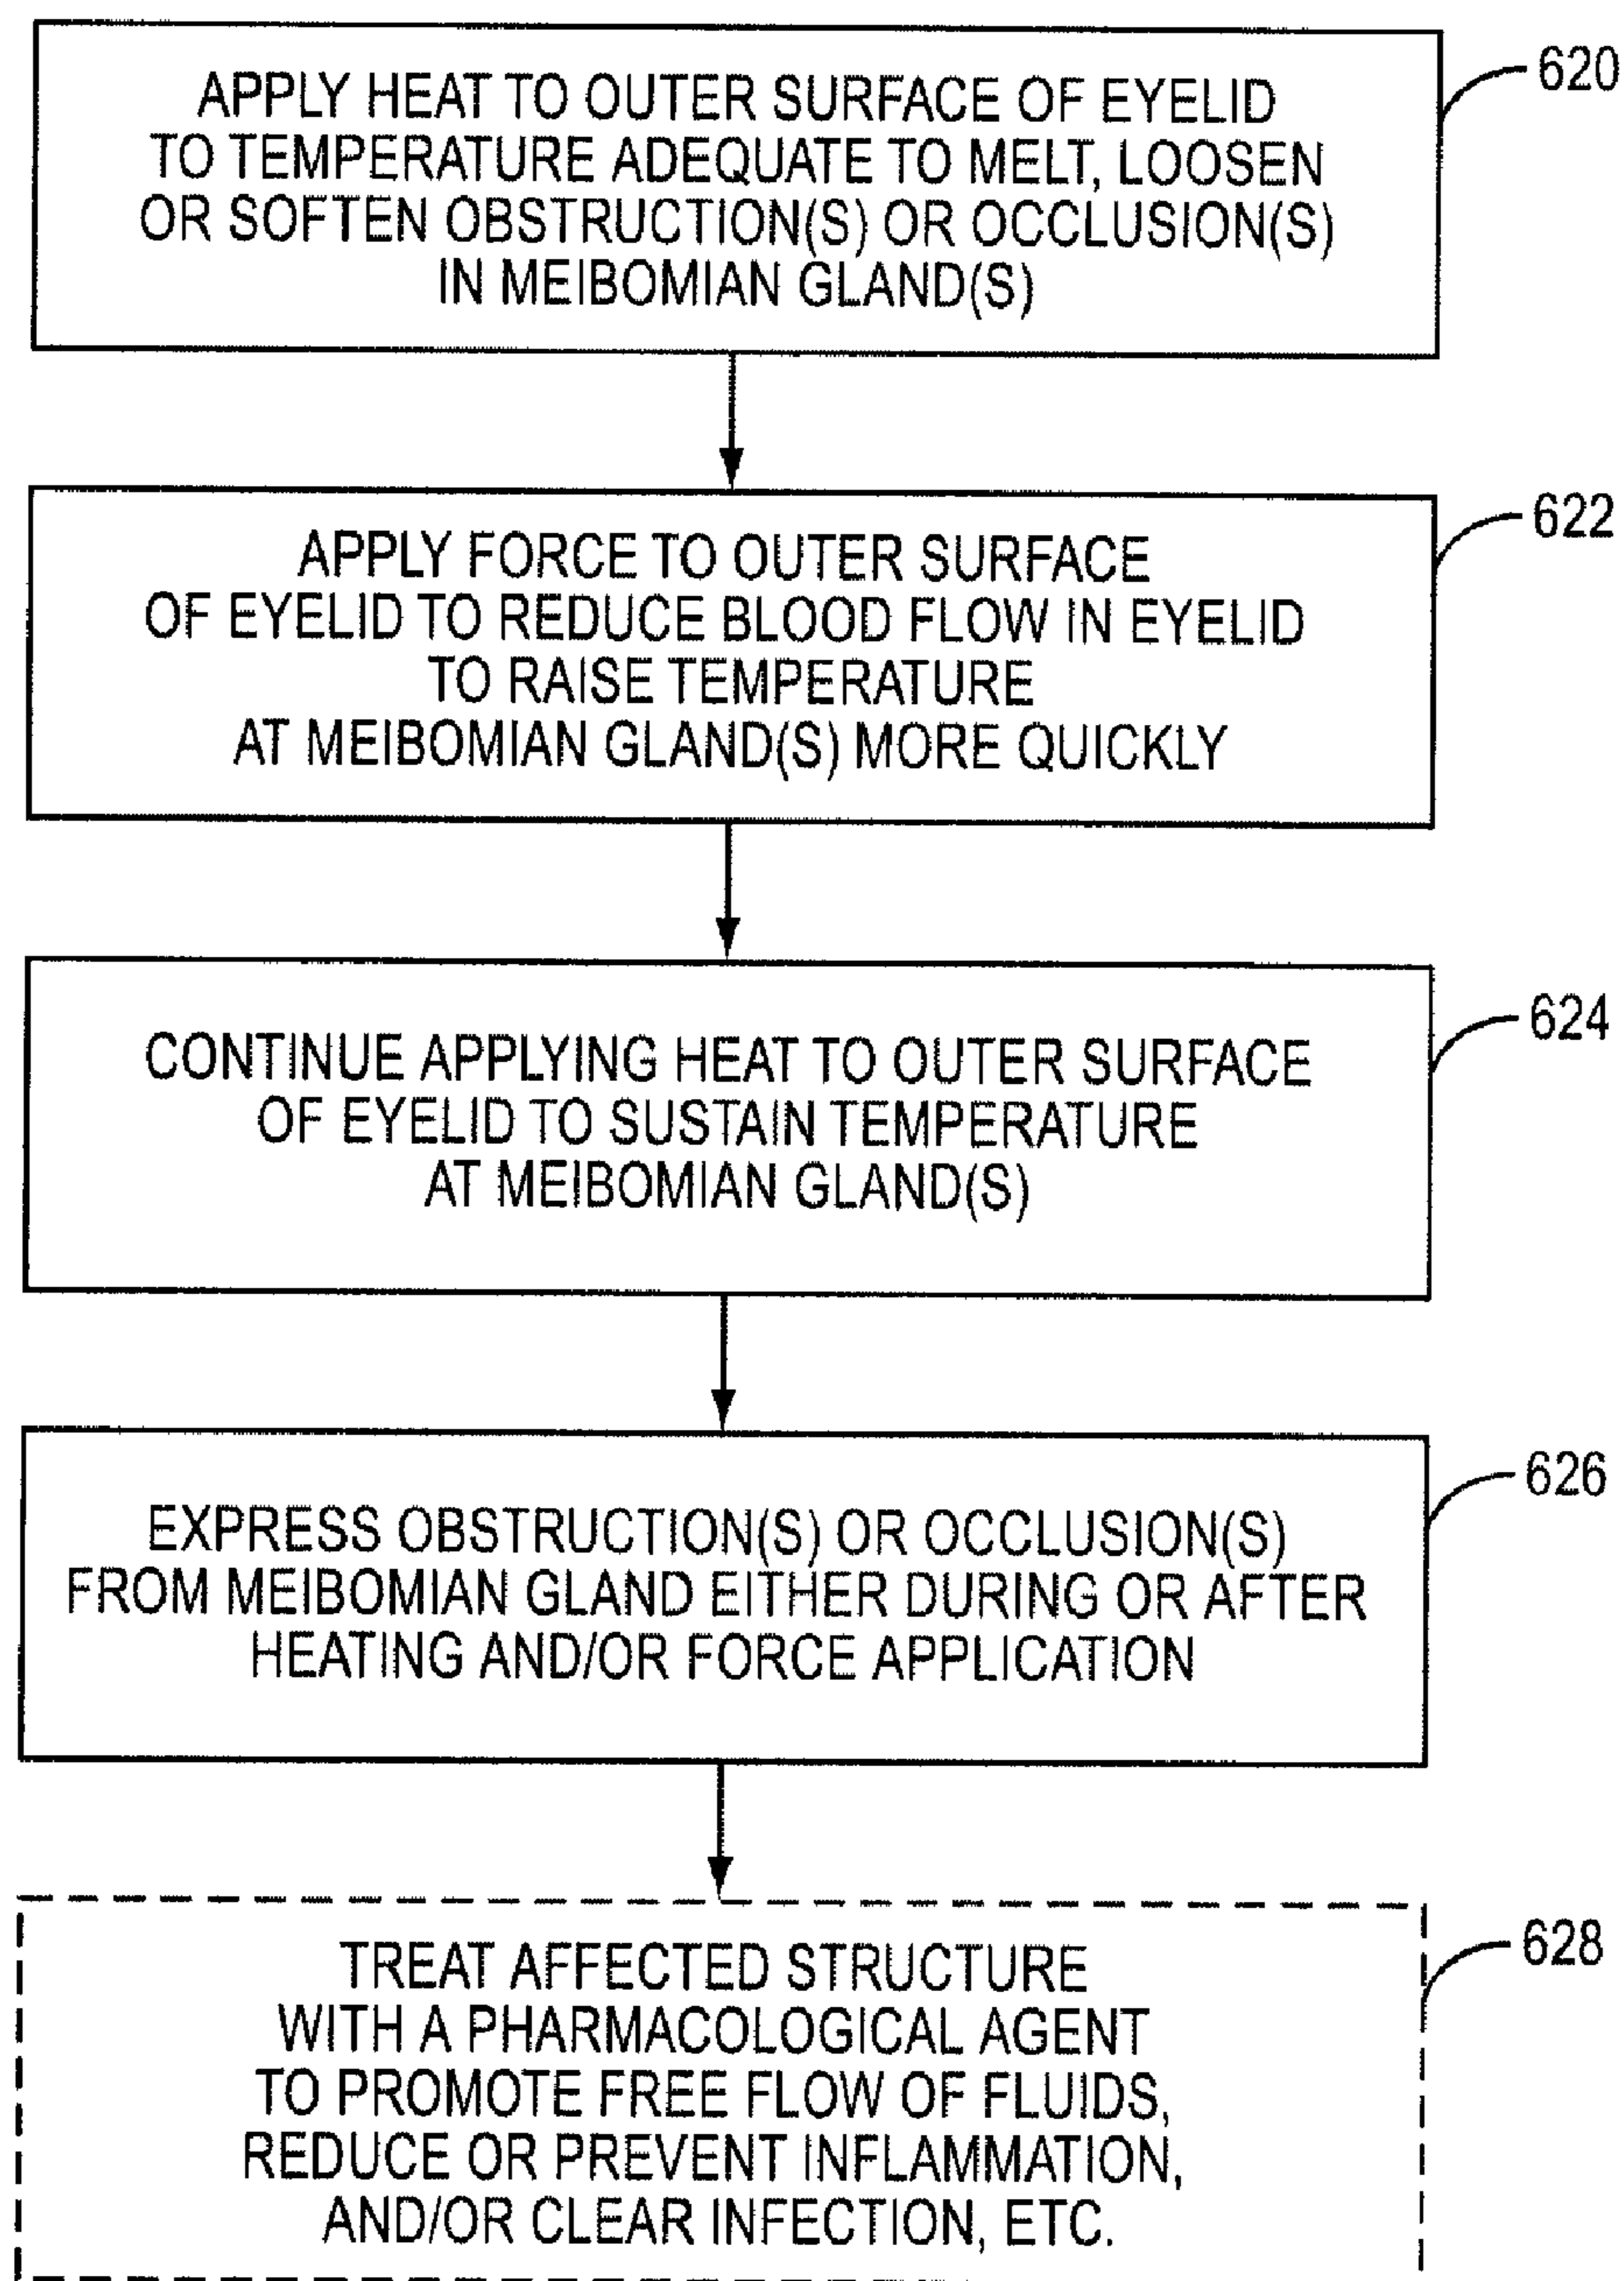 APPLY HEAT TO OUTER SURFACE OF EYELID
TO TEMPERATURE ADEQUATE TO MELT, LOOSEN
OR SOFTEN OBSTRUCTION(S) OR OCCLUSION(S)
IN MEIBOMIAN GLAND(S)
620
APPLY FORCE TO OUTER SURFACE
OF EYELID TO REDUCE BLOOD FLOW IN EYELID
TO RAISE TEMPERATURE
AT MEIBOMIAN GLAND(S) MORE QUICKLY
622
CONTINUE APPLYING HEAT TO OUTER SURFACE
OF EYELID TO SUSTAIN TEMPERATURE
AT MEIBOMIAN GLAND(S)
624
EXPRESS OBSTRUCTION(S) OR OCCLUSION(S)
FROM MEIBOMIAN GLAND EITHER DURING OR AFTER
HEATING AND/OR FORCE APPLICATION
626
TREAT AFFECTED STRUCTURE
WITH A PHARMACOLOGICAL AGENT
TO PROMOTE FREE FLOW OF FLUIDS,
REDUCE OR PREVENT INFLAMMATION,
AND/OR CLEAR INFECTION, ETC.
628